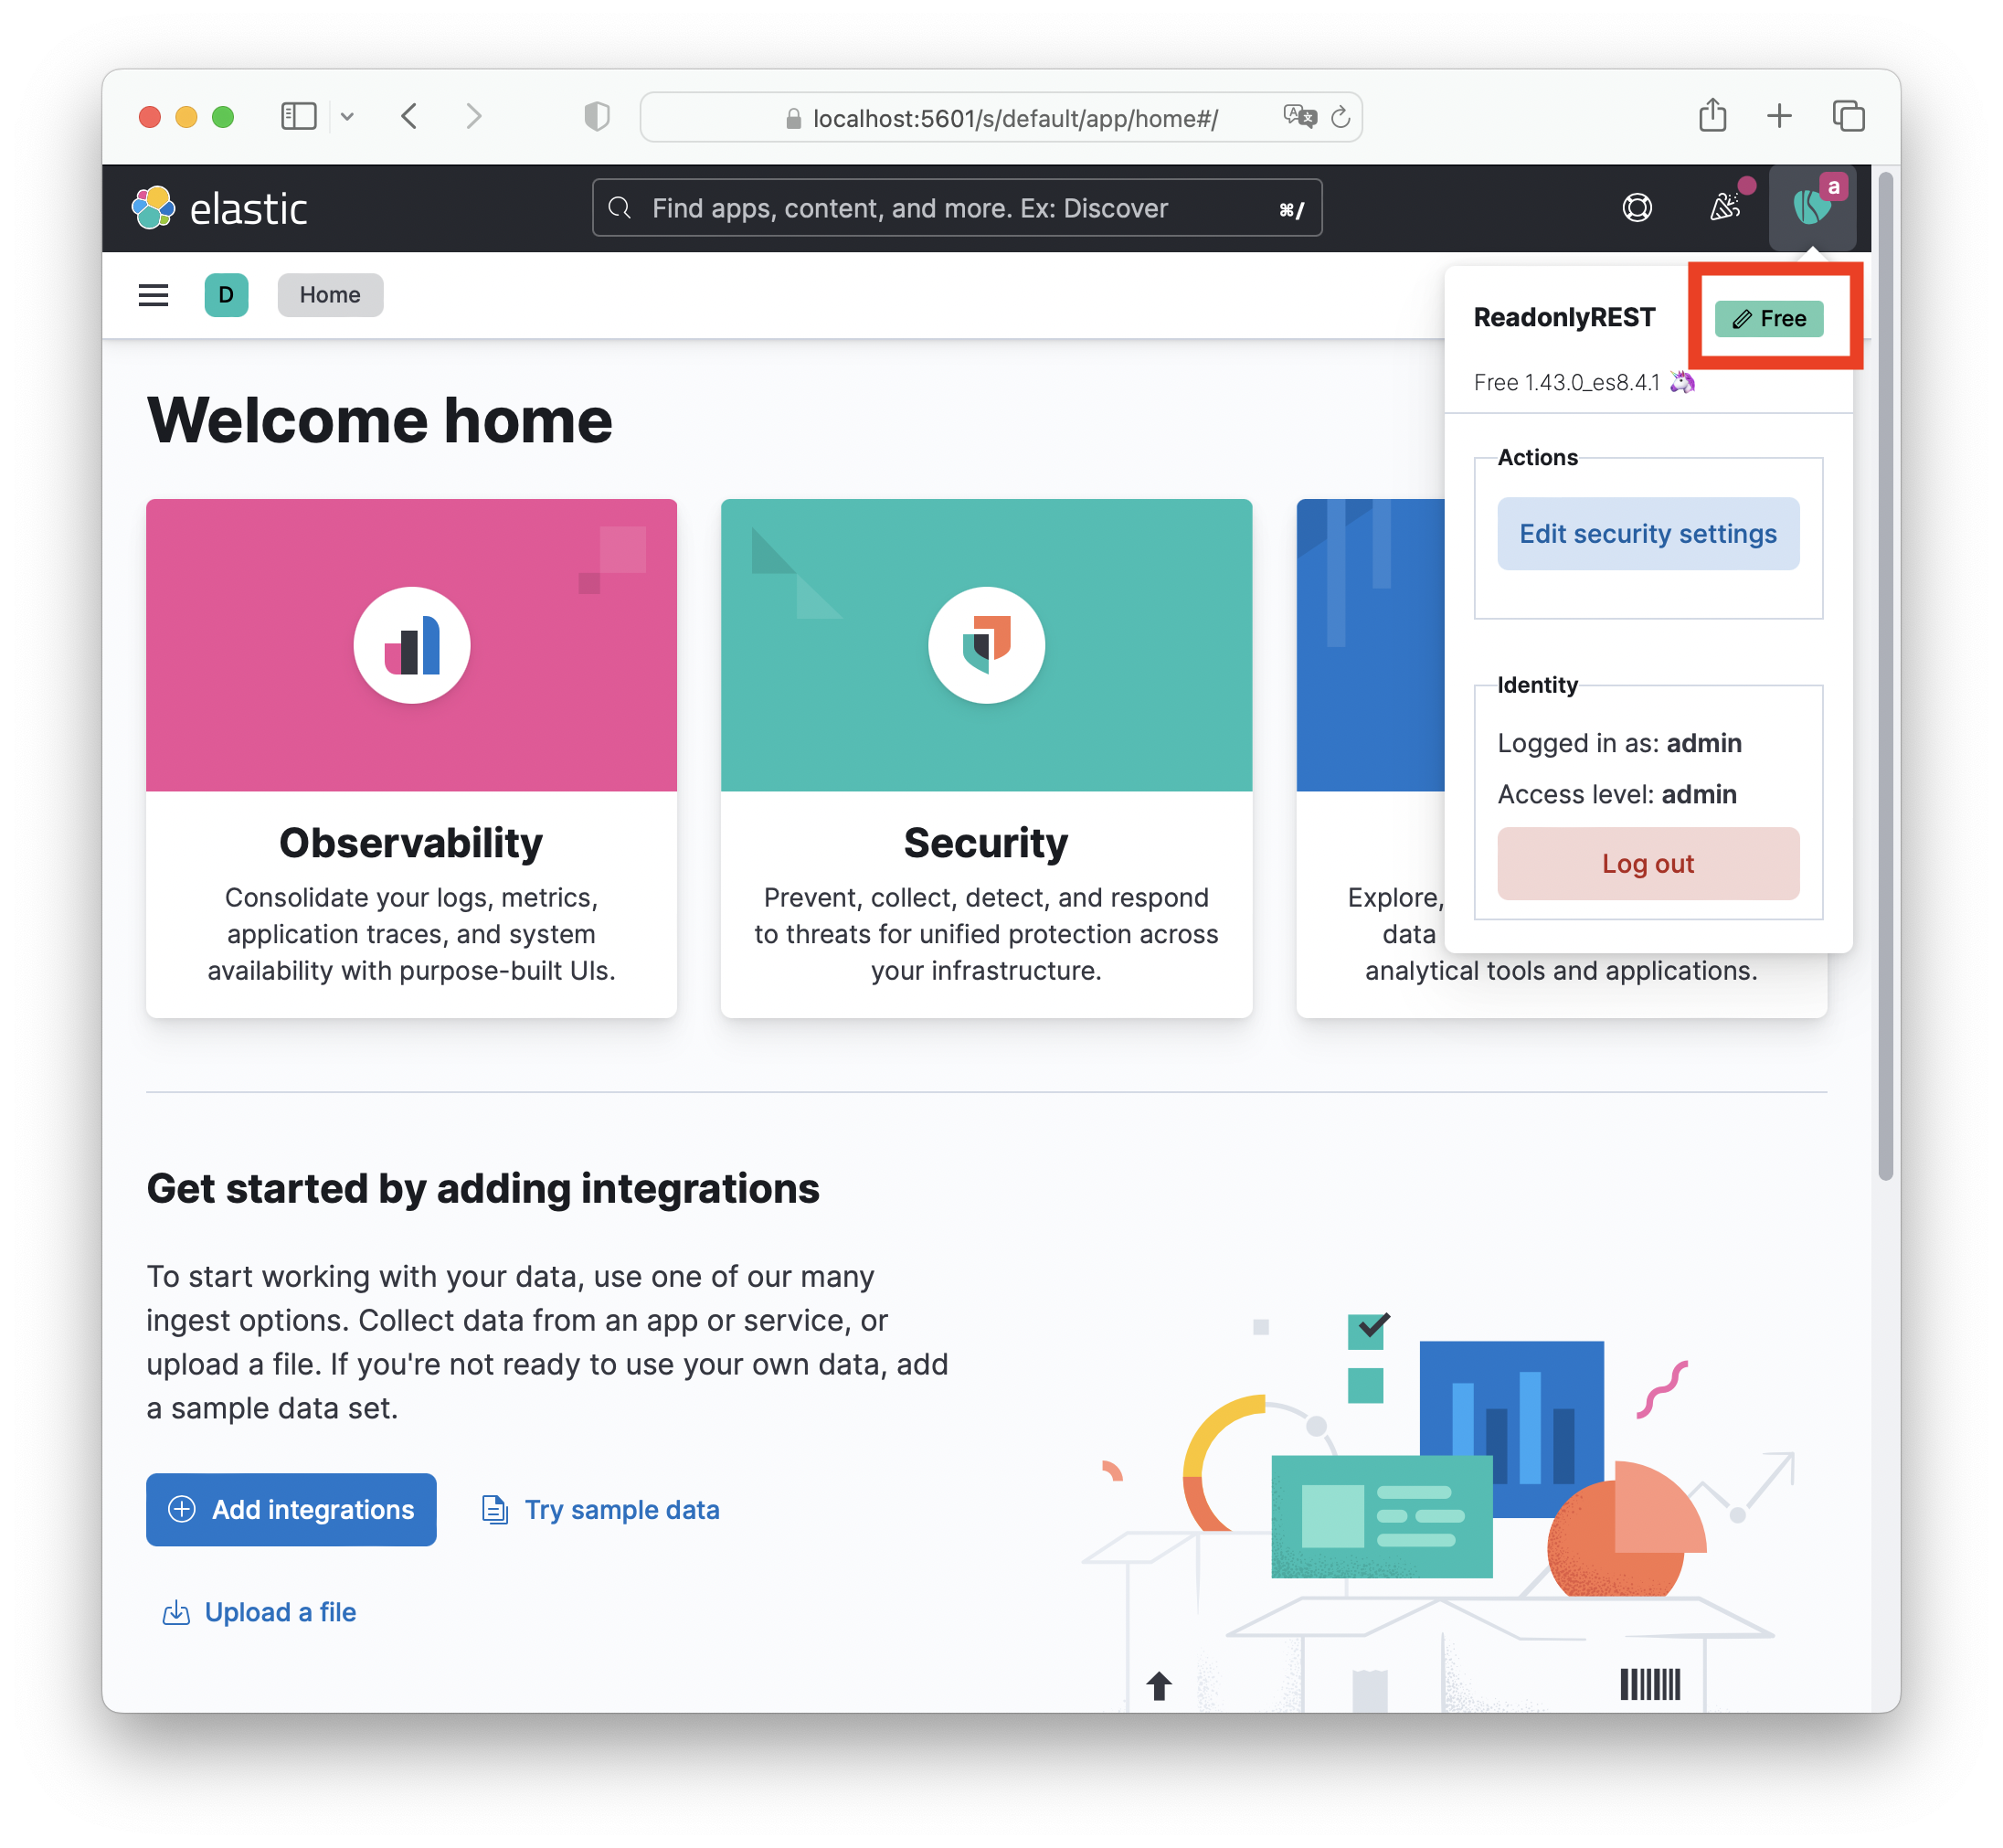 localhost:5601/s/default/app/home#/
elastic
Find apps, content, and more. Ex: Discover
⌘/
a
D
Home
ReadonlyREST
Free
Free 1.43.0_es8.4.1 🦄
Actions
Edit security settings
Identity
Logged in as: admin
Access level: admin
Log out
Welcome home
Observability
Consolidate your logs, metrics,
application traces, and system
availability with purpose-built UIs.
Security
Prevent, collect, detect, and respond
to threats for unified protection across
your infrastructure.
Explore,
data
analytical tools and applications.
Get started by adding integrations
To start working with your data, use one of our many
ingest options. Collect data from an app or service, or
upload a file. If you're not ready to use your own data, add
a sample data set.
Add integrations
Try sample data
Upload a file